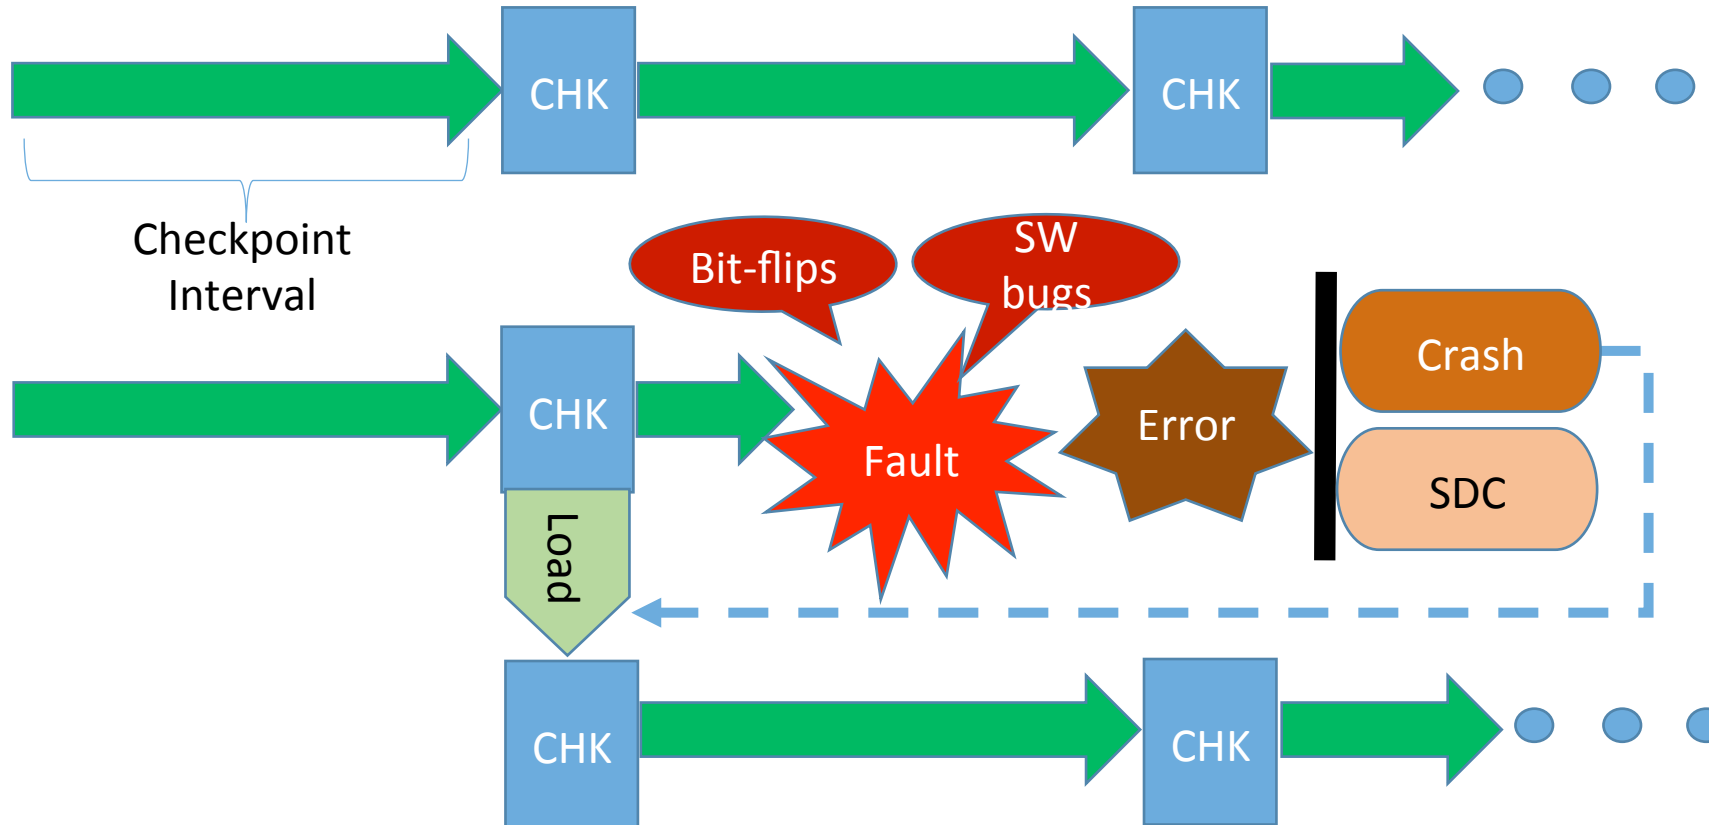 CHK
CHK
Checkpoint
Interval
Bit-flips
SW
bugs
CHK
Fault
Error
Crash
SDC
Load
CHK
CHK